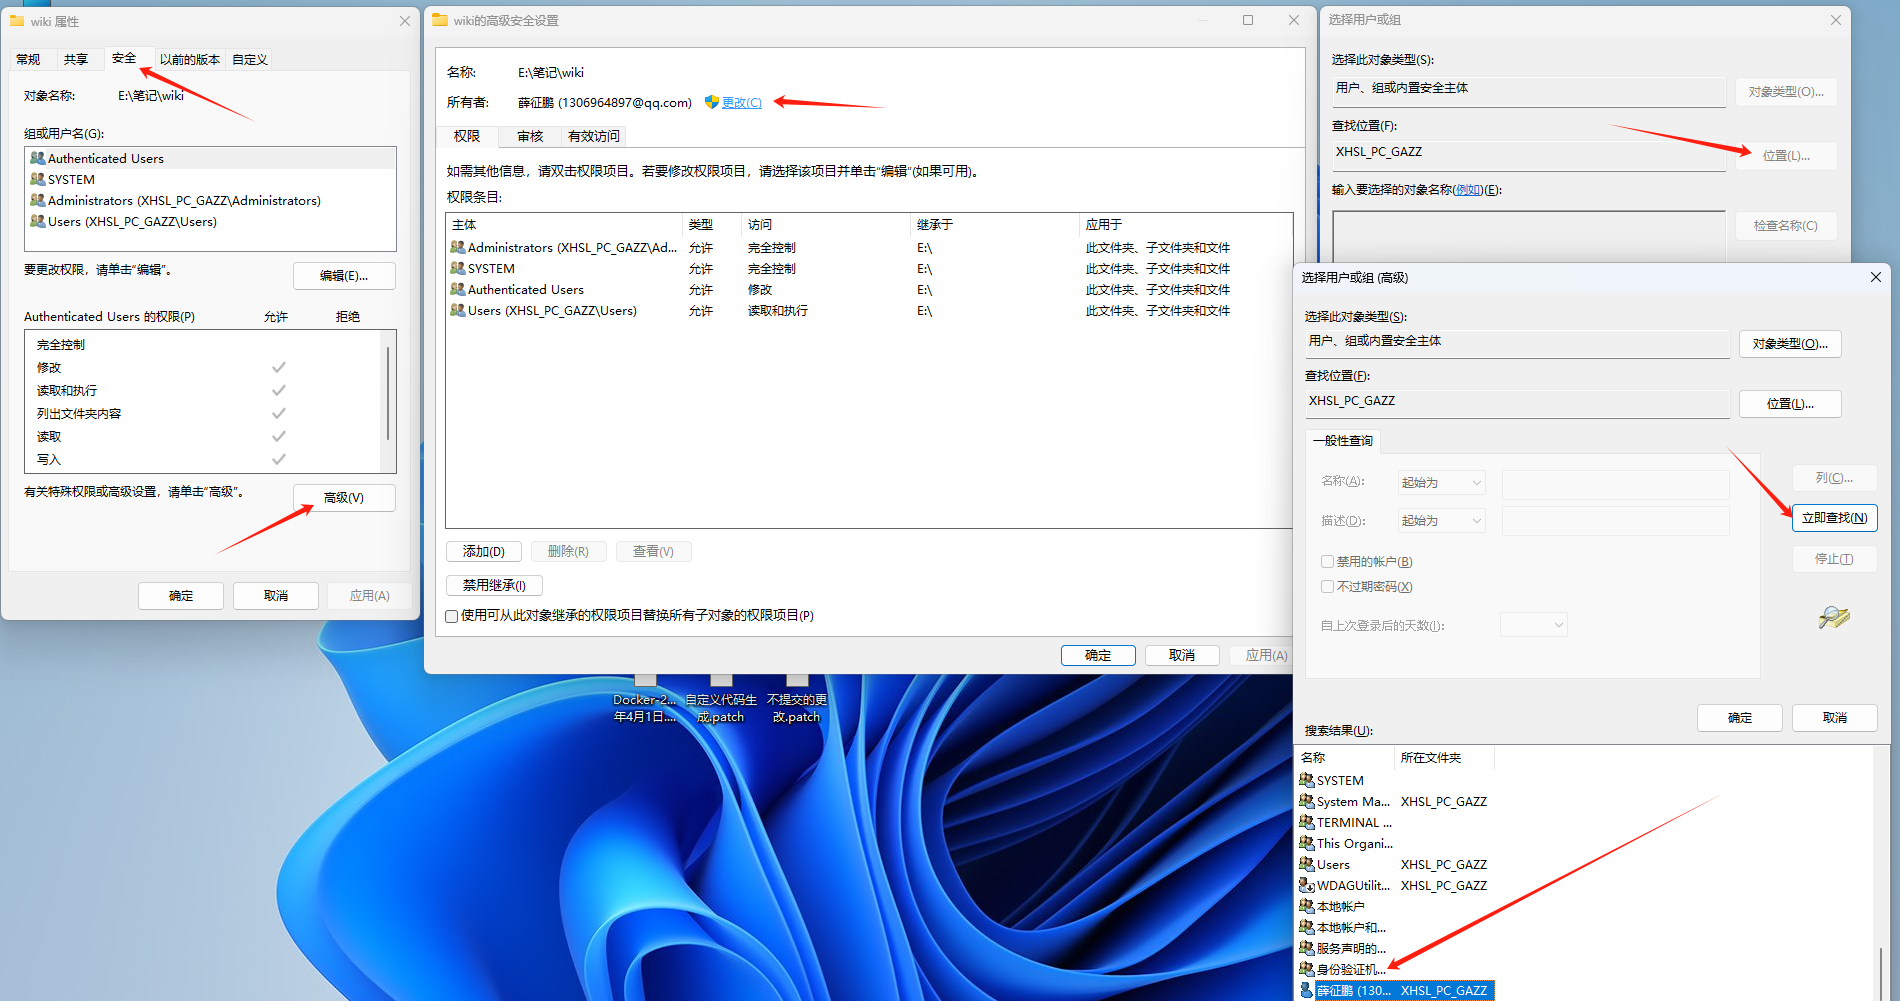 wiki 属性
常规
共享
安全
以前的版本
自定义
对象名称:
E:\笔记\wiki
组或用户名(G):
Authenticated Users
SYSTEM
Administrators (XHSL_PC_GAZZ\Administrators)
Users (XHSL_PC_GAZZ\Users)
要更改权限，请单击“编辑”。
编辑(E)...
Authenticated Users 的权限(P)
允许
拒绝
完全控制
修改
读取和执行
列出文件夹内容
读取
写入
有关特殊权限或高级设置，请单击“高级”。
高级(V)
确定
取消
应用(A)
wiki的高级安全设置
名称:
E:\笔记\wiki
所有者:
薛征鹏 (1306964897@qq.com)
更改(C)
权限
审核
有效访问
如需其他信息，请双击权限项目。若要修改权限项目，请选择该项目并单击“编辑”(如果可用)。
权限条目:
主体 类型 访问 继承于 应用于
Administrators (XHSL_PC_GAZZ\Ad... 允许 完全控制 E:\ 此文件夹、子文件夹和文件
SYSTEM 允许 完全控制 E:\ 此文件夹、子文件夹和文件
Authenticated Users 允许 修改 E:\ 此文件夹、子文件夹和文件
Users (XHSL_PC_GAZZ\Users) 允许 读取和执行 E:\ 此文件夹、子文件夹和文件
添加(D)
删除(R)
查看(V)
禁用继承(I)
使用可从此对象继承的权限项目替换所有子对象的权限项目(P)
确定
取消
应用(A)
Docker-2...
年4月1日....
自定义代码生
成.patch
不提交的更
改.patch
选择用户或组
选择此对象类型(S):
用户、组或内置安全主体
对象类型(O)...
查找位置(F):
XHSL_PC_GAZZ
位置(L)...
输入要选择的对象名称(例如)(E):
检查名称(C)
选择用户或组 (高级)
选择此对象类型(S):
用户、组或内置安全主体
对象类型(O)...
查找位置(F):
XHSL_PC_GAZZ
位置(L)...
一般性查询
名称(A):
起始为
描述(D):
起始为
禁用的帐户(B)
不过期密码(X)
自上次登录后的天数(I):
列(C)...
立即查找(N)
停止(T)
确定
取消
搜索结果(U):
名称 所在文件夹
SYSTEM
System Ma... XHSL_PC_GAZZ
TERMINAL ...
This Organi...
Users XHSL_PC_GAZZ
WDAGUtilit... XHSL_PC_GAZZ
本地帐户
本地帐户和...
服务声明的...
身份验证机...
薛征鹏 (130... XHSL_PC_GAZZ